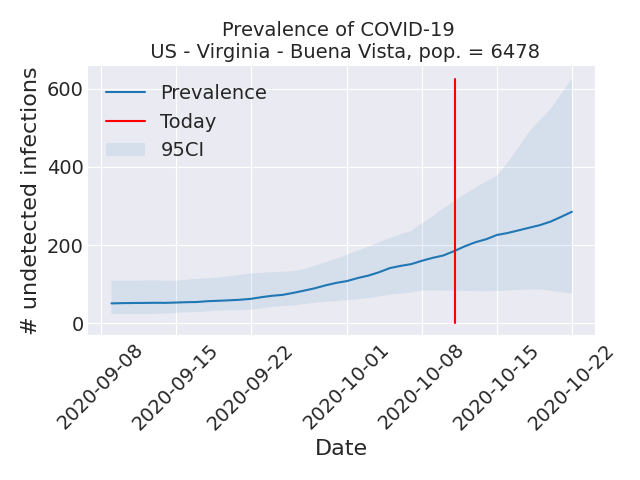 Prevalence of COVID-19
US - Virginia - Buena Vista, pop. = 6478
# undetected infections
600
400
200
0
Prevalence
Today
95CI
2020-09-08
2020-09-15
2020-09-22
2020-10-01
2020-10-08
2020-10-15
2020-10-22
Date